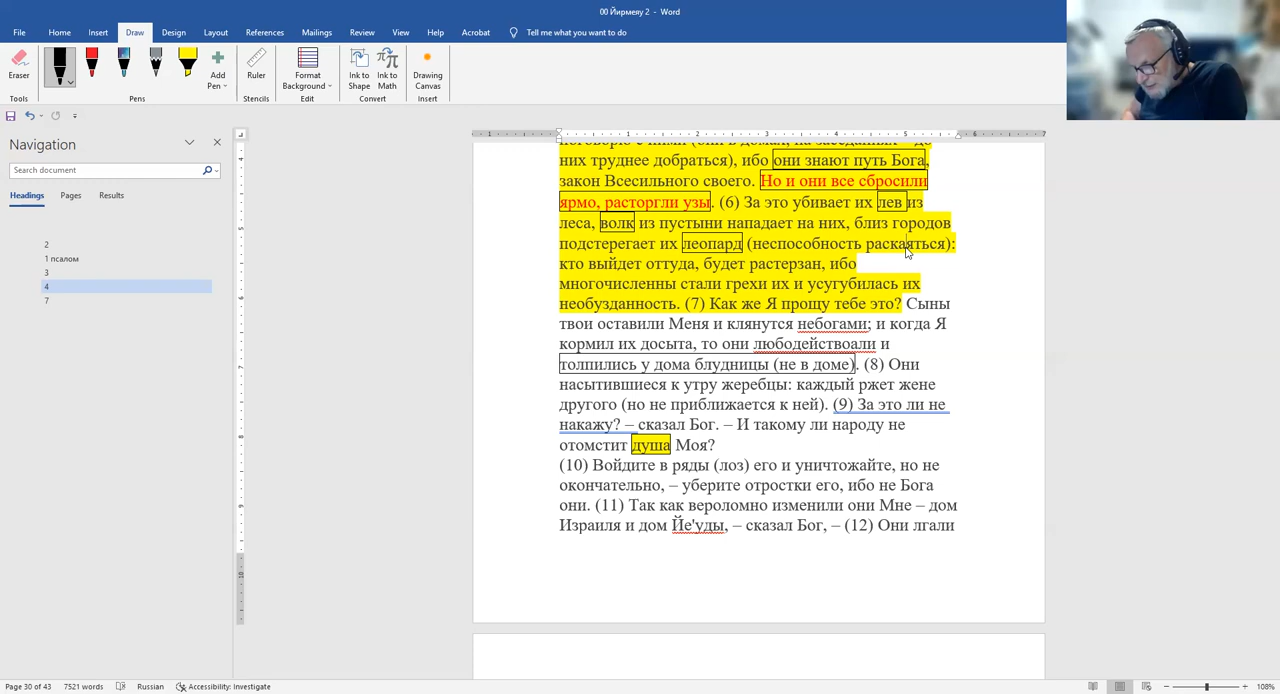 00 Йирмеяу 2 - Word
File Home Insert Draw Design Layout References Mailings Review View Help Acrobat Tell me what you want to do
Eraser
Add Pen
Ruler
Format Background
Ink to Shape
Ink to Math
Drawing Canvas
Tools Pens Stencils Edit Convert Insert
Navigation
Search document
Headings Pages Results
2
1 псалом
3
4
7
поговорю с ними (они в домах, на заседаниях – до
них труднее добраться), ибо они знают путь Бога,
закон Всесильного своего. Но и они все сбросили
ярмо, расторгли узы. (6) За это убивает их лев из
леса, волк из пустыни нападает на них, близ городов
подстерегает их леопард (неспособность раскаяться):
кто выйдет оттуда, будет растерзан, ибо
многочисленны стали грехи их и усугубилась их
необузданность. (7) Как же Я прощу тебе это? Сыны
твои оставили Меня и клянутся небогами; и когда Я
кормил их досыта, то они любодействоали и
толпились у дома блудницы (не в доме). (8) Они
насытившиеся к утру жеребцы: каждый ржет жене
другого (но не приближается к ней). (9) За это ли не
накажу? – сказал Бог. – И такому ли народу не
отомстит душа Моя?
(10) Войдите в ряды (лоз) его и уничтожайте, но не
окончательно, – уберите отростки его, ибо не Бога
они. (11) Так как вероломно изменили они Мне – дом
Израиля и дом Йе'уды, – сказал Бог, – (12) Они лгали
Page 30 of 43 7521 words Russian Accessibility: Investigate 108%